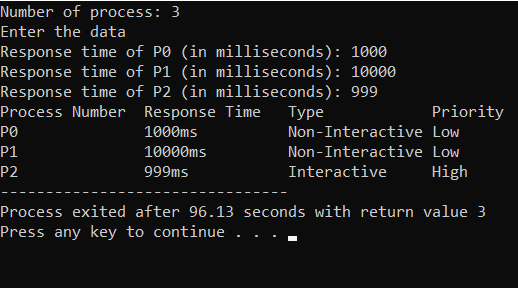 Number of process: 3
Enter the data
Response time of P0 (in milliseconds): 1000
Response time of P1 (in milliseconds): 10000
Response time of P2 (in milliseconds): 999
Process Number  Response Time   Type            Priority
P0              1000ms          Non-Interactive Low
P1              10000ms         Non-Interactive Low
P2              999ms           Interactive     High
--------------------------------
Process exited after 96.13 seconds with return value 3
Press any key to continue . . .